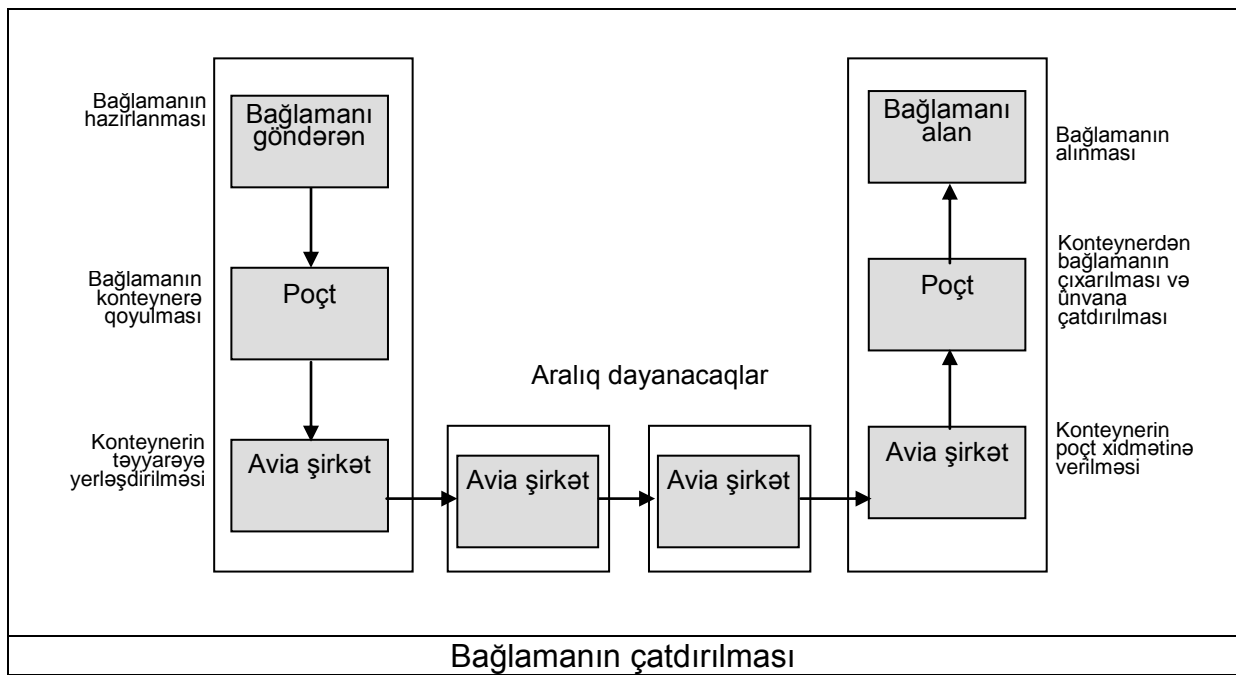 Bağlamanın
hazırlanması
Bağlamanı
göndərən
Bağlamanın
konteynerə
qoyulması
Poçt
Konteynerin
təyyarəyə
yerləşdirilməsi
Avia şirkət
Aralıq dayanacaqlar
Avia şirkət
Avia şirkət
Bağlamanı
alan
Bağlamanın
alınması
Poçt
Konteynerdən
bağlamanın
çıxarılması və
ünvana
çatdırılması
Avia şirkət
Konteynerin
poçt xidmətinə
verilməsi
Bağlamanın çatdırılması